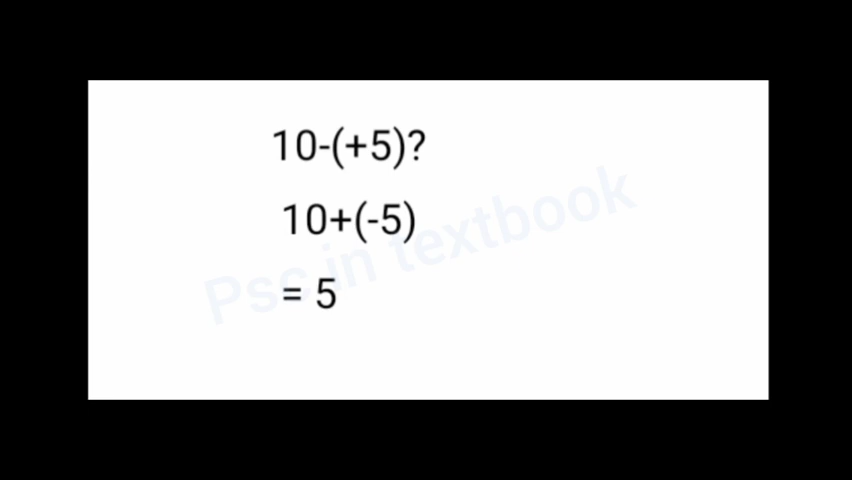 10-(+5)?
10+(-5)
= 5
Psc in textbook